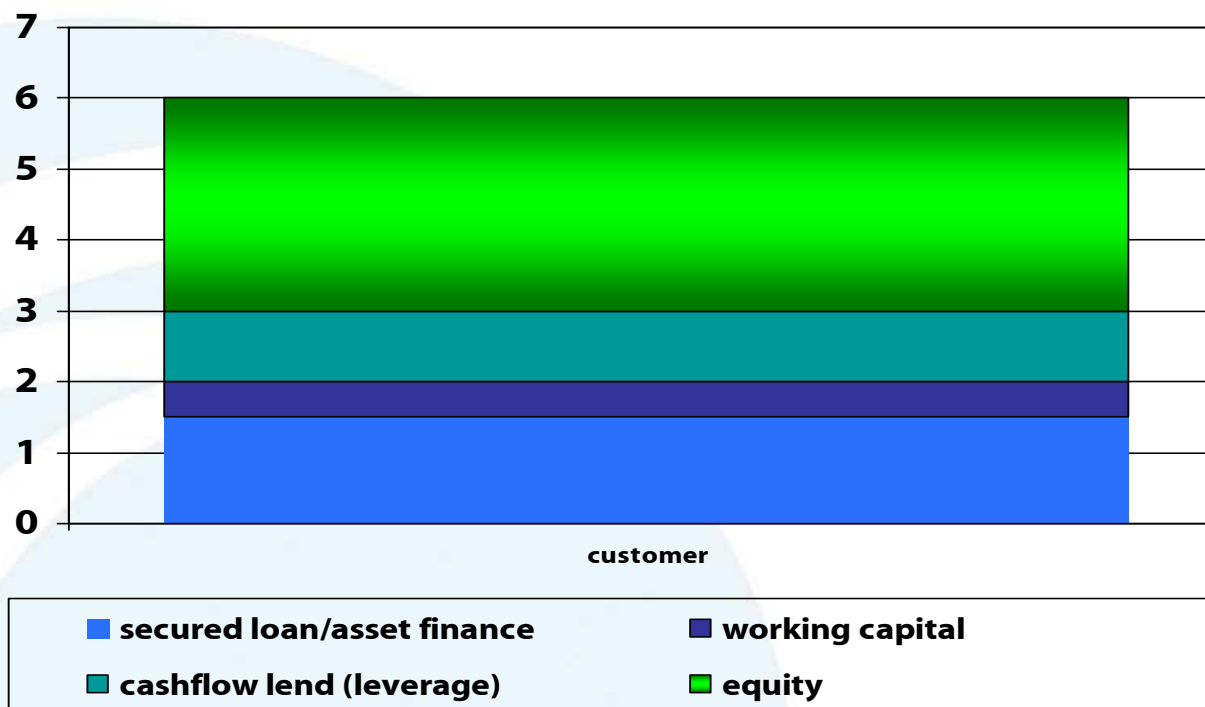 7
6
5
4
3
2
1
0
customer
secured loan/asset finance working capital
cashflow lend (leverage) equity